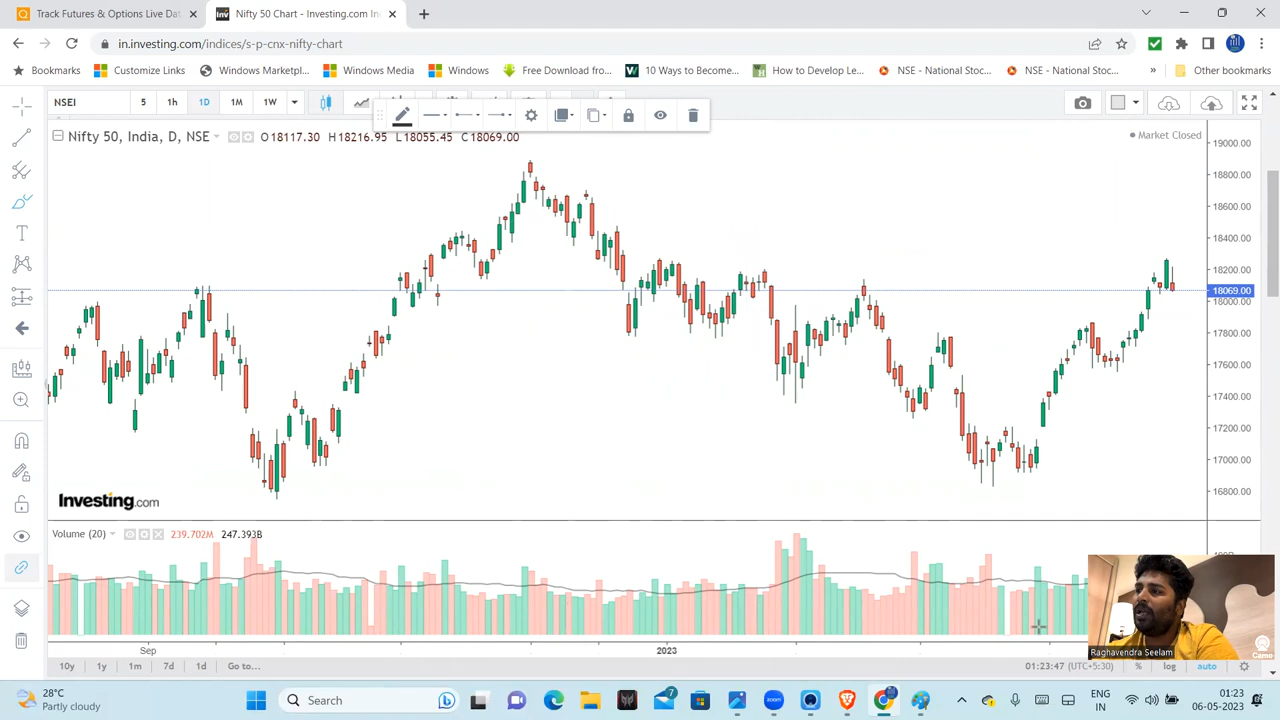 Track Futures & Options Live Dat
Nifty 50 Chart - Investing.com In
in.investing.com/indices/s-p-cnx-nifty-chart
Bookmarks
Customize Links
Windows Marketpl...
Windows Media
Windows
Free Download fro...
10 Ways to Become...
How to Develop Le...
NSE - National Stoc...
NSE - National Stoc...
»
Other bookmarks
NSEI
5
1h
1D
1M
1W
Nifty 50, India, D, NSE
O18117.30 H18216.95 L18055.45 C18069.00
Market Closed
19000.00
18800.00
18600.00
18400.00
18200.00
18069.00
18000.00
17800.00
17600.00
17400.00
17200.00
17000.00
16800.00
Investing.com
Volume (20)
239.702M 247.393B
Sep
2023
Raghavendra Seelam
Camo
10y
1y
1m
7d
1d
Go to...
01:23:47 (UTC+5:30)
%
log
auto
28°C
Partly cloudy
Search
7
zoom
ENG
IN
01:23
06-05-2023